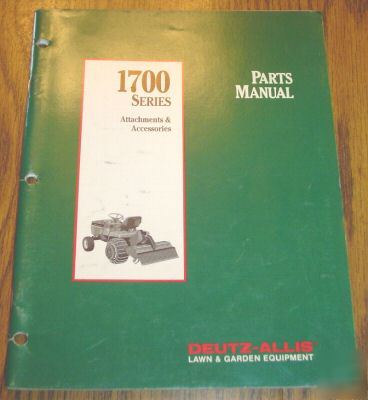 1700
SERIES
Attachments &
Accessories
PARTS
MANUAL
DEUTZ-ALLIS
LAWN & GARDEN EQUIPMENT